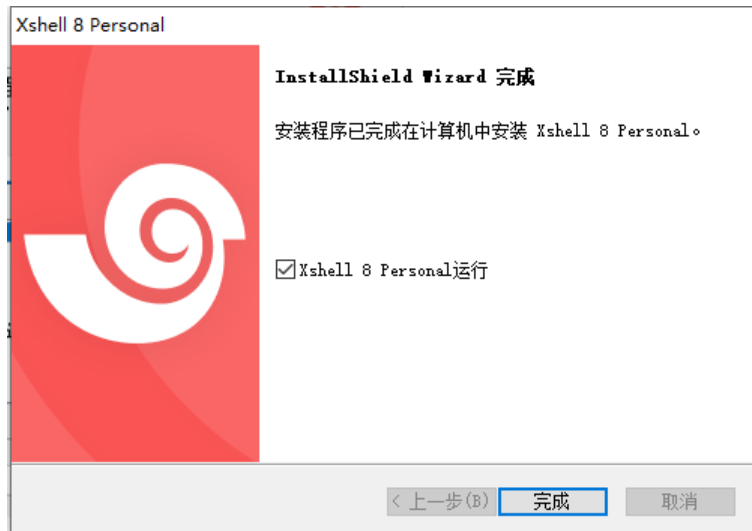 Xshell 8 Personal
InstallShield Wizard 完成
安装程序已完成在计算机中安装 Xshell 8 Personal。
Xshell 8 Personal运行
< 上一步(B)
完成
取消